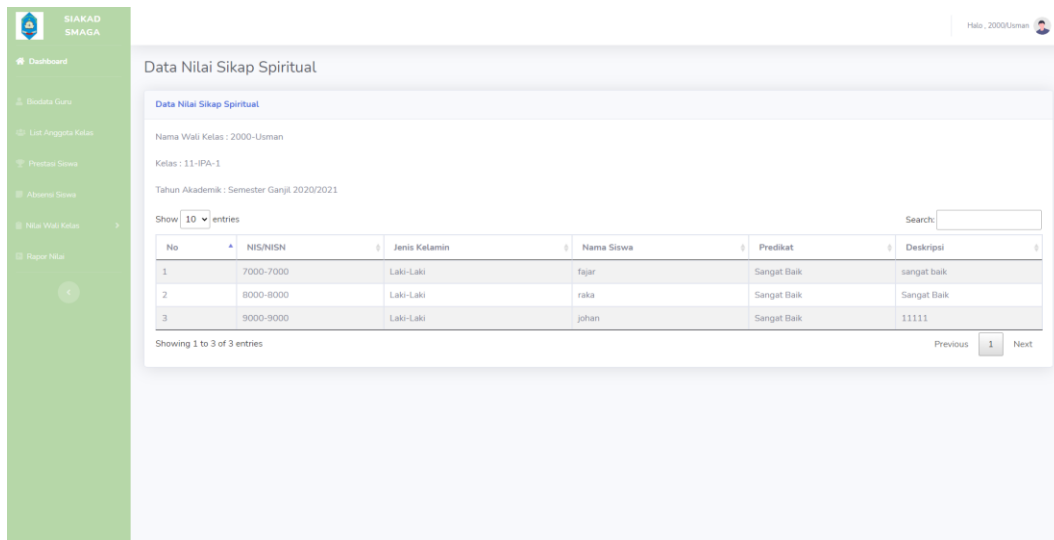 SIAKAD
SMAGA
Halo , 2000/Usman
Dashboard
Biodata Guru
List Anggota Kelas
Prestasi Siswa
Absensi Siswa
Nilai Wali Kelas
Rapor Nilai
Data Nilai Sikap Spiritual
Data Nilai Sikap Spiritual
Nama Wali Kelas : 2000-Usman
Kelas : 11-IPA-1
Tahun Akademik : Semester Ganjil 2020/2021
Show 10 entries Search:
No NIS/NISN Jenis Kelamin Nama Siswa Predikat Deskripsi
1 7000-7000 Laki-Laki fajar Sangat Baik sangat baik
2 8000-8000 Laki-Laki raka Sangat Baik Sangat Baik
3 9000-9000 Laki-Laki johan Sangat Baik 11111
Showing 1 to 3 of 3 entries Previous 1 Next